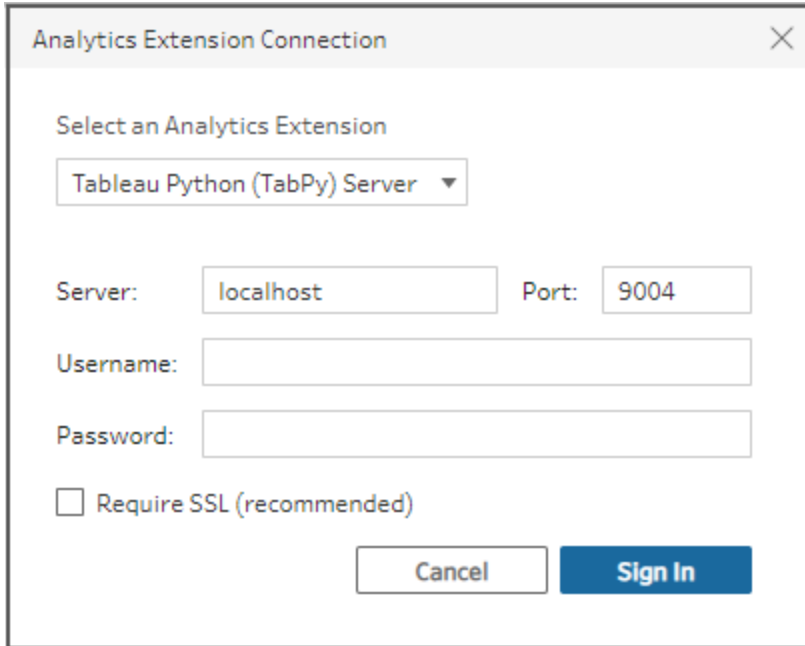 Analytics Extension Connection
Select an Analytics Extension
Tableau Python (TabPy) Server
Server: localhost Port: 9004
Username:
Password:
Require SSL (recommended)
Cancel Sign In